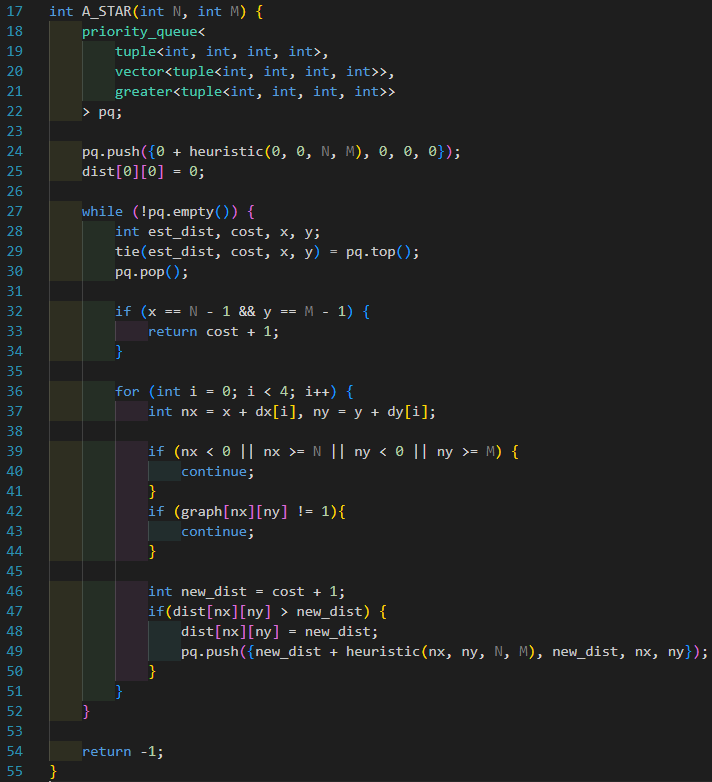 17 int A_STAR(int N, int M) {
18     priority_queue<
19         tuple<int, int, int, int>,
20         vector<tuple<int, int, int, int>>,
21         greater<tuple<int, int, int, int>>
22     > pq;
23
24     pq.push({0 + heuristic(0, 0, N, M), 0, 0, 0});
25     dist[0][0] = 0;
26
27     while (!pq.empty()) {
28         int est_dist, cost, x, y;
29         tie(est_dist, cost, x, y) = pq.top();
30         pq.pop();
31
32         if (x == N - 1 && y == M - 1) {
33             return cost + 1;
34         }
35
36         for (int i = 0; i < 4; i++) {
37             int nx = x + dx[i], ny = y + dy[i];
38
39             if (nx < 0 || nx >= N || ny < 0 || ny >= M) {
40                 continue;
41             }
42             if (graph[nx][ny] != 1){
43                 continue;
44             }
45
46             int new_dist = cost + 1;
47             if(dist[nx][ny] > new_dist) {
48                 dist[nx][ny] = new_dist;
49                 pq.push({new_dist + heuristic(nx, ny, N, M), new_dist, nx, ny});
50             }
51         }
52     }
53
54     return -1;
55 }